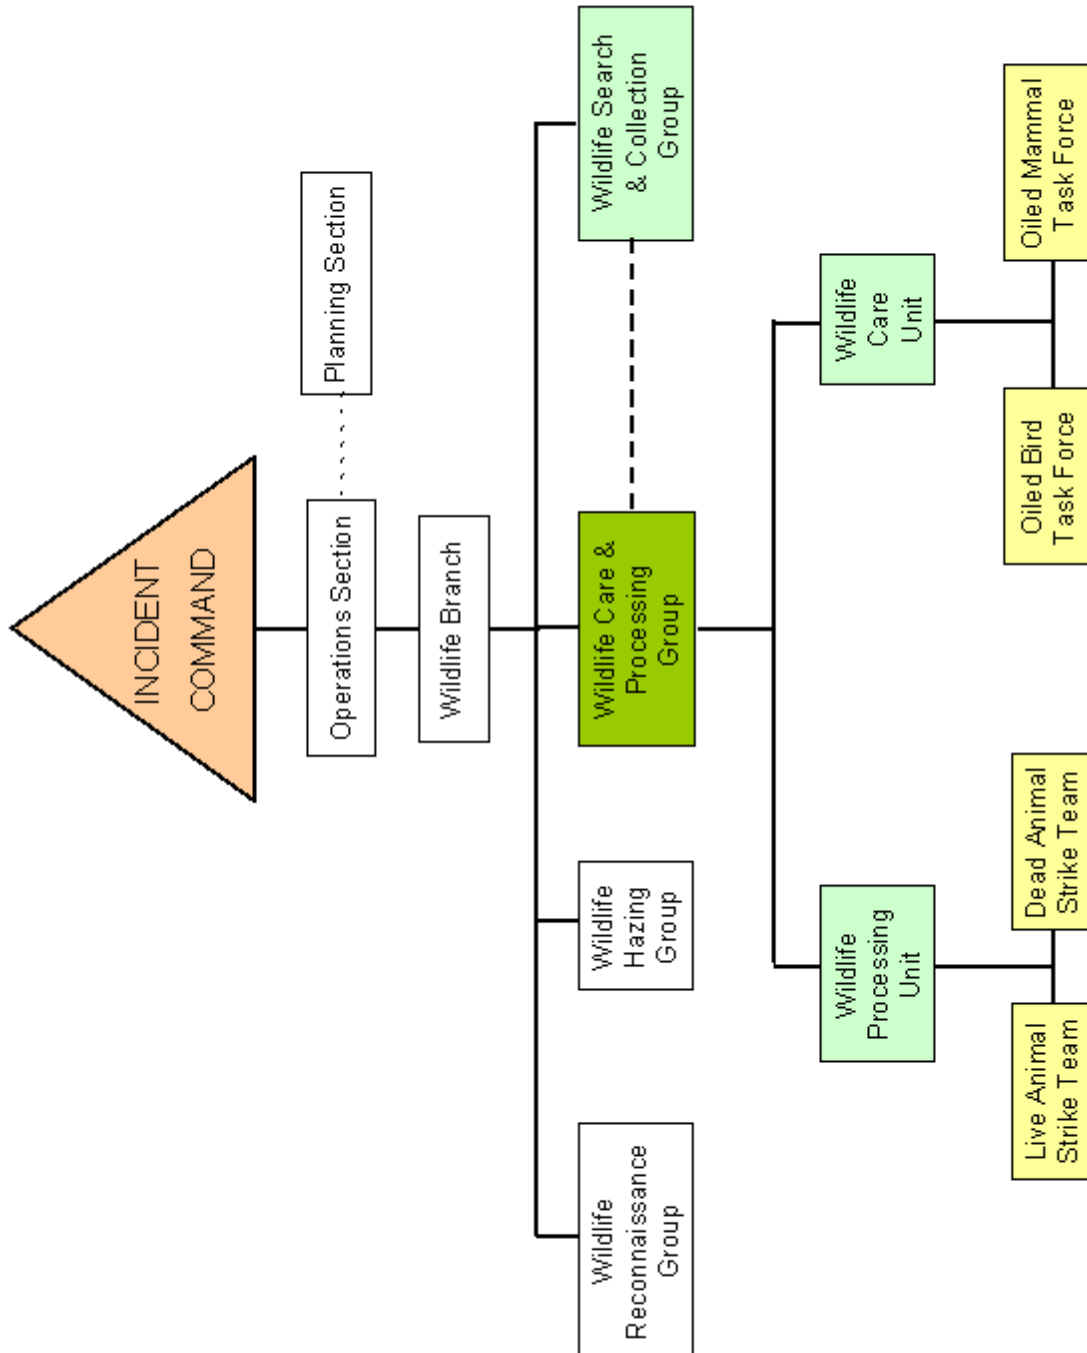 INCIDENT
COMMAND
Operations Section
Planning Section
Wildlife Branch
Wildlife
Reconnaissance
Group
Wildlife
Hazing
Group
Wildlife Care &
Processing
Group
Wildlife Search
& Collection
Group
Wildlife
Processing
Unit
Wildlife
Care
Unit
Live Animal
Strike Team
Dead Animal
Strike Team
Oiled Bird
Task Force
Oiled Mammal
Task Force